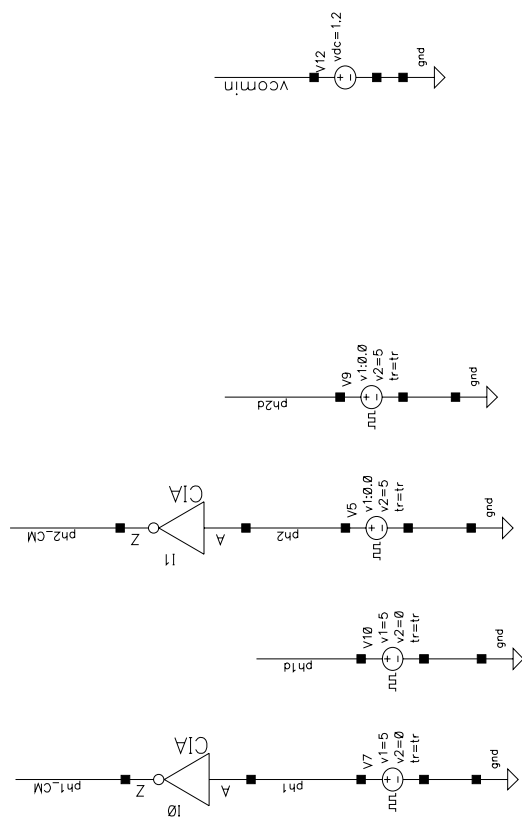 vcomin
V12
vdc=1.2
+ -
gnd
ph2d
V9
v1:0.0
v2=5
tr=tr
+ -
gnd
ph2_CM
Z
I1
CIA
A
ph2
V5
v1:0.0
v2=5
tr=tr
+ -
gnd
ph1d
V10
v1=5
v2=0
tr=tr
+ -
gnd
ph1_CM
Z
I0
CIA
A
ph1
V7
v1=5
v2=0
tr=tr
+ -
gnd